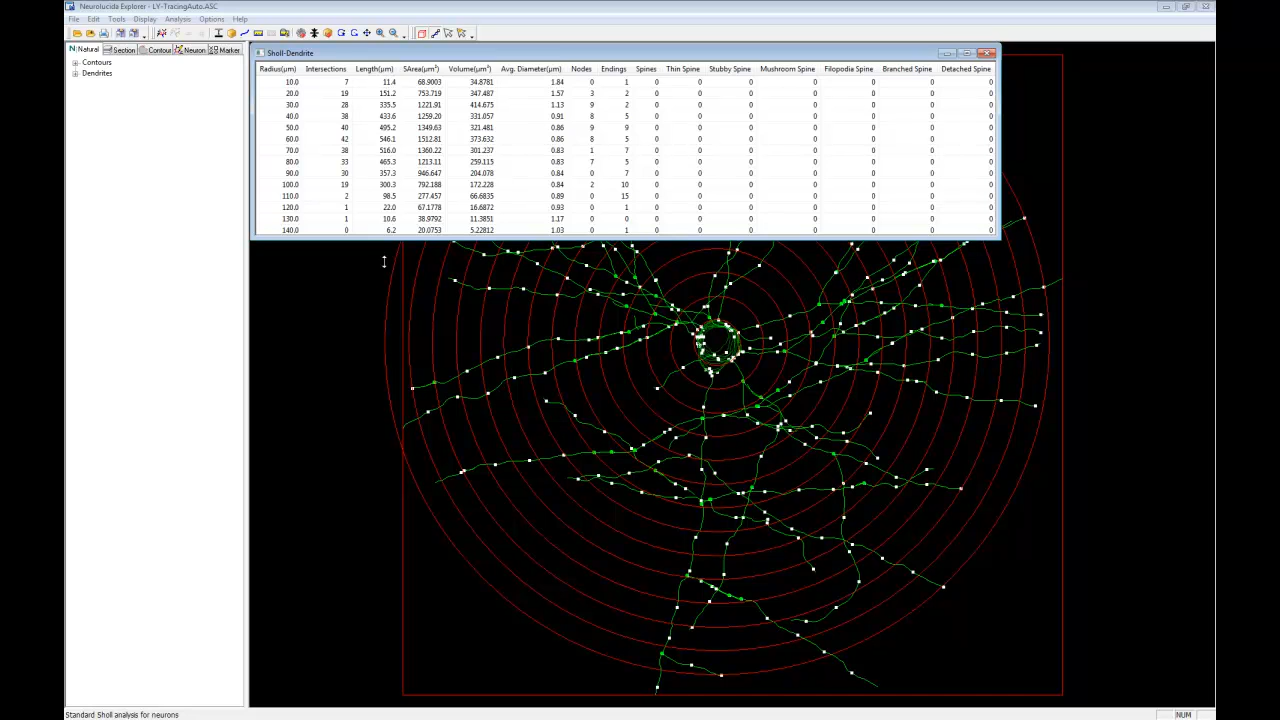 Neurolucida Explorer - LY-TracingAuto.ASC
File Edit Tools Display Analysis Options Help
Natural Section Contour Neuron Marker
Contours
Dendrites
Sholl-Dendrite
Radius(µm) Intersections Length(µm) SArea(µm²) Volume(µm³) Avg. Diameter(µm) Nodes Endings Spines Thin Spine Stubby Spine Mushroom Spine Filopodia Spine Branched Spine Detached Spine
10.0 7 11.4 68.9003 34.8781 1.84 0 1 0 0 0 0 0 0 0
20.0 19 151.2 753.719 347.487 1.57 3 2 0 0 0 0 0 0 0
30.0 28 335.5 1221.91 414.675 1.13 9 2 0 0 0 0 0 0 0
40.0 38 433.6 1259.20 331.057 0.91 8 5 0 0 0 0 0 0 0
50.0 40 495.2 1349.63 321.481 0.86 9 9 0 0 0 0 0 0 0
60.0 42 546.1 1512.81 373.632 0.86 8 5 0 0 0 0 0 0 0
70.0 38 516.0 1360.22 301.237 0.83 1 7 0 0 0 0 0 0 0
80.0 33 465.3 1213.11 259.115 0.83 7 5 0 0 0 0 0 0 0
90.0 30 357.3 946.647 204.078 0.84 0 7 0 0 0 0 0 0 0
100.0 19 300.3 792.188 172.228 0.84 2 10 0 0 0 0 0 0 0
110.0 2 98.5 277.457 66.6835 0.89 0 15 0 0 0 0 0 0 0
120.0 1 22.0 67.1778 16.6872 0.93 0 1 0 0 0 0 0 0 0
130.0 1 10.6 38.9792 11.3851 1.17 0 0 0 0 0 0 0 0 0
140.0 0 6.2 20.0753 5.22812 1.03 0 1 0 0 0 0 0 0 0
Standard Sholl analysis for neurons
NUM